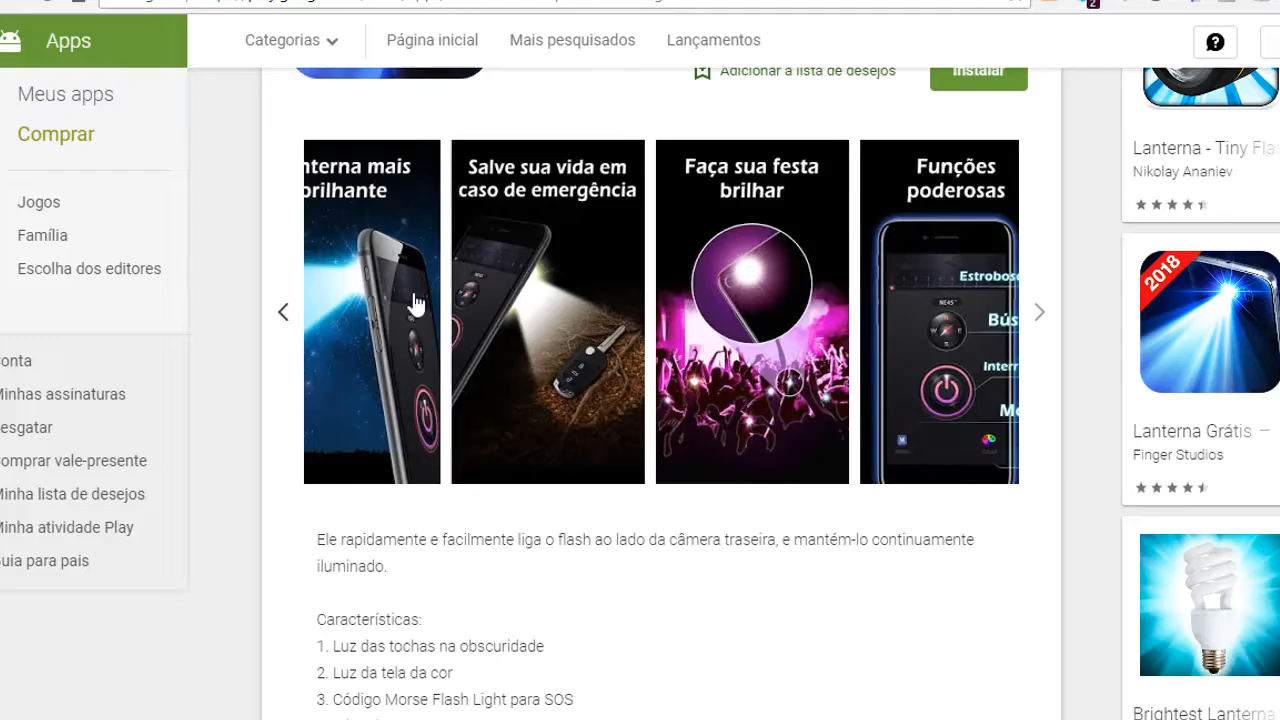 2
Apps
Categorias
Página inicial
Mais pesquisados
Lançamentos
?
Meus apps
Comprar
Jogos
Família
Escolha dos editores
onta
Minhas assinaturas
esgatar
omprar vale-presente
Minha lista de desejos
Minha atividade Play
Guia para pais
Adicionar à lista de desejos
Instalar
nterna mais
brilhante
Salve sua vida em
caso de emergência
Faça sua festa
brilhar
Funções
poderosas
Estrobos
NE45°
Bús
Interr
Mo
Ele rapidamente e facilmente liga o flash ao lado da câmera traseira, e mantém-lo continuamente
iluminado.
Características:
1. Luz das tochas na obscuridade
2. Luz da tela da cor
3. Código Morse Flash Light para SOS
Lanterna - Tiny Flas
Nikolay Ananiev
2018
Lanterna Grátis –
Finger Studios
Brightest Lanterna